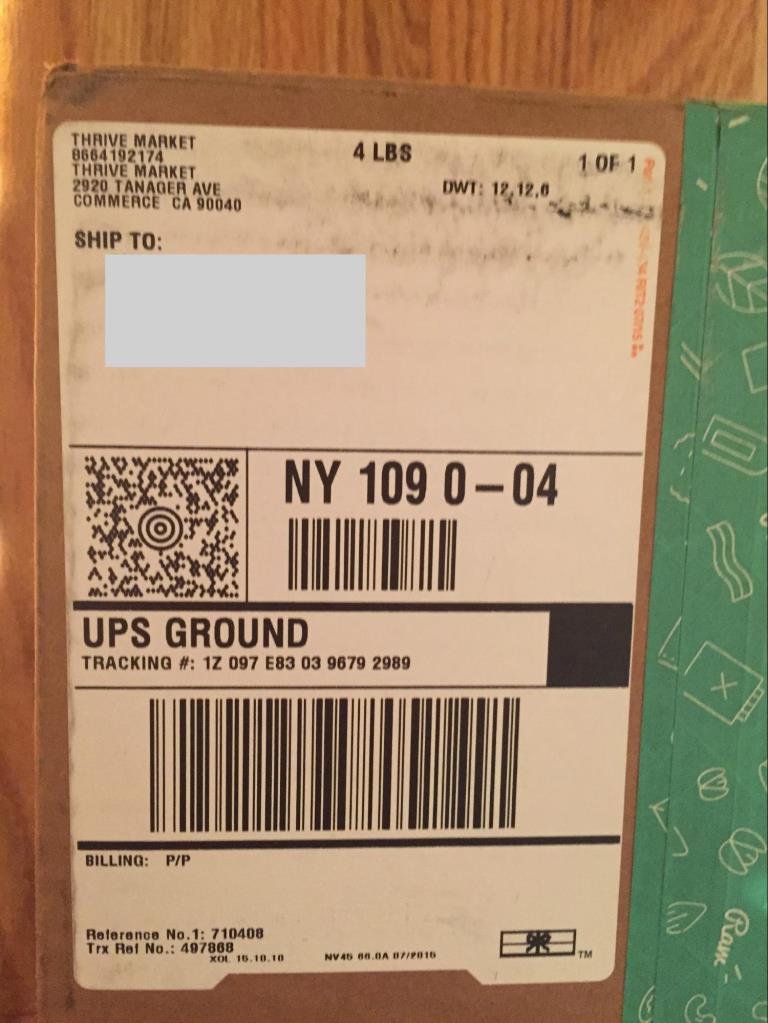 THRIVE MARKET
8664192174
THRIVE MARKET
2920 TANAGER AVE
COMMERCE CA 90040
4 LBS
1 OF 1
DWT: 12,12,6
SHIP TO:
NY 109 0-04
UPS GROUND
TRACKING #: 1Z 097 E83 03 9679 2989
BILLING: P/P
Reference No.1: 710408
Trx Ref No.: 497868
XOL 15.10.10
NV45 66.0A 07/2015
TM